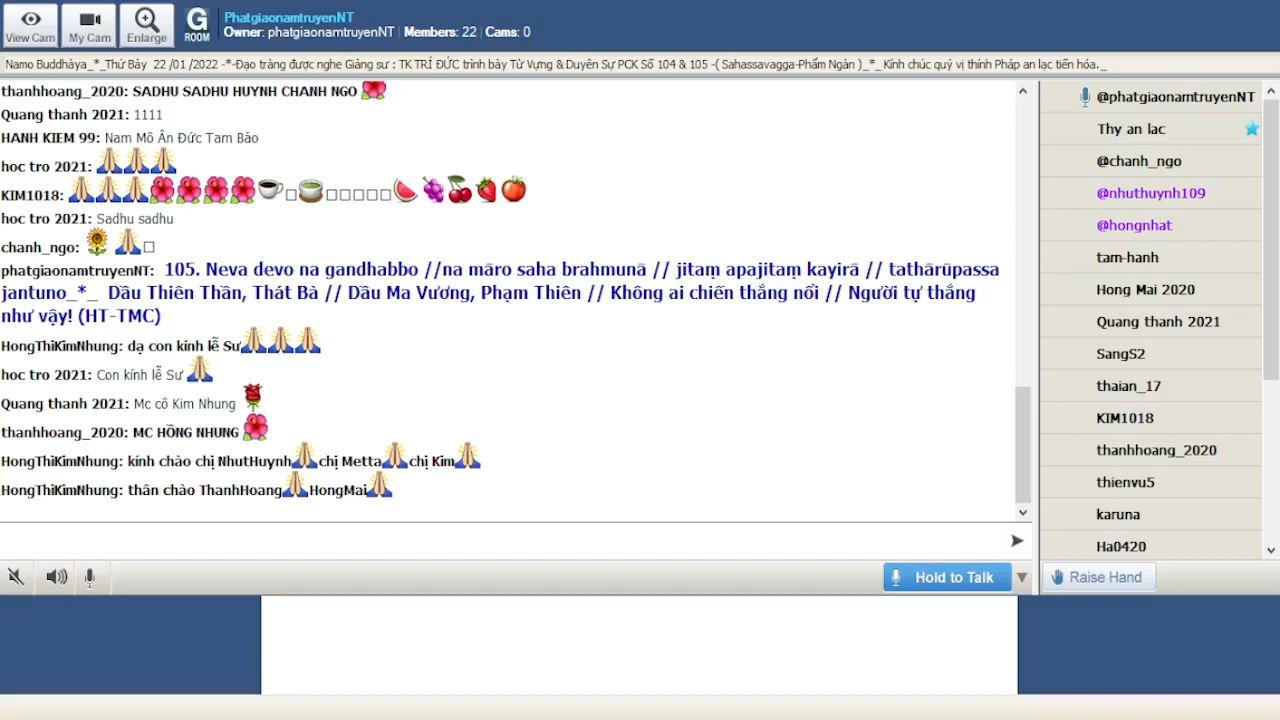 View Cam
My Cam
Enlarge
G
ROOM
PhatgiaonamtruyenNT
Owner: phatgiaonamtruyenNT | Members: 22 | Cams: 0
Namo Buddhàya_*_Thứ Bảy 22 /01 /2022 -*-Đạo tràng được nghe Giảng sư : TK TRÍ ĐỨC trình bày Từ Vựng & Duyên Sự PCK Số 104 & 105 -( Sahassavagga-Phẩm Ngàn )_*_ Kính chúc quý vị thính Pháp an lạc tiến hóa._
thanhhoang_2020: SADHU SADHU HUYNH CHANH NGO
Quang thanh 2021: 1111
HANH KIEM 99: Nam Mô Ân Đức Tam Bảo
hoc tro 2021:
KIM1018:
hoc tro 2021: Sadhu sadhu
chanh_ngo:
phatgiaonamtruyenNT: 105. Neva devo na gandhabbo //na māro saha brahmunā // jitaṃ apajitaṃ kayirā // tathārūpassa
jantuno_*_ Dầu Thiên Thần, Thát Bà // Dầu Ma Vương, Phạm Thiên // Không ai chiến thắng nổi // Người tự thắng
như vậy! (HT-TMC)
HongThiKimNhung: dạ con kính lễ Sư
hoc tro 2021: Con kính lễ Sư
Quang thanh 2021: Mc cô Kim Nhung
thanhhoang_2020: MC HỒNG NHUNG
HongThiKimNhung: kính chào chị NhutHuynh chị Metta chị Kim
HongThiKimNhung: thân chào ThanhHoang HongMai
Hold to Talk
@phatgiaonamtruyenNT
Thy an lac
@chanh_ngo
@nhuthuynh109
@hongnhat
tam-hanh
Hong Mai 2020
Quang thanh 2021
SangS2
thaian_17
KIM1018
thanhhoang_2020
thienvu5
karuna
Ha0420
Raise Hand